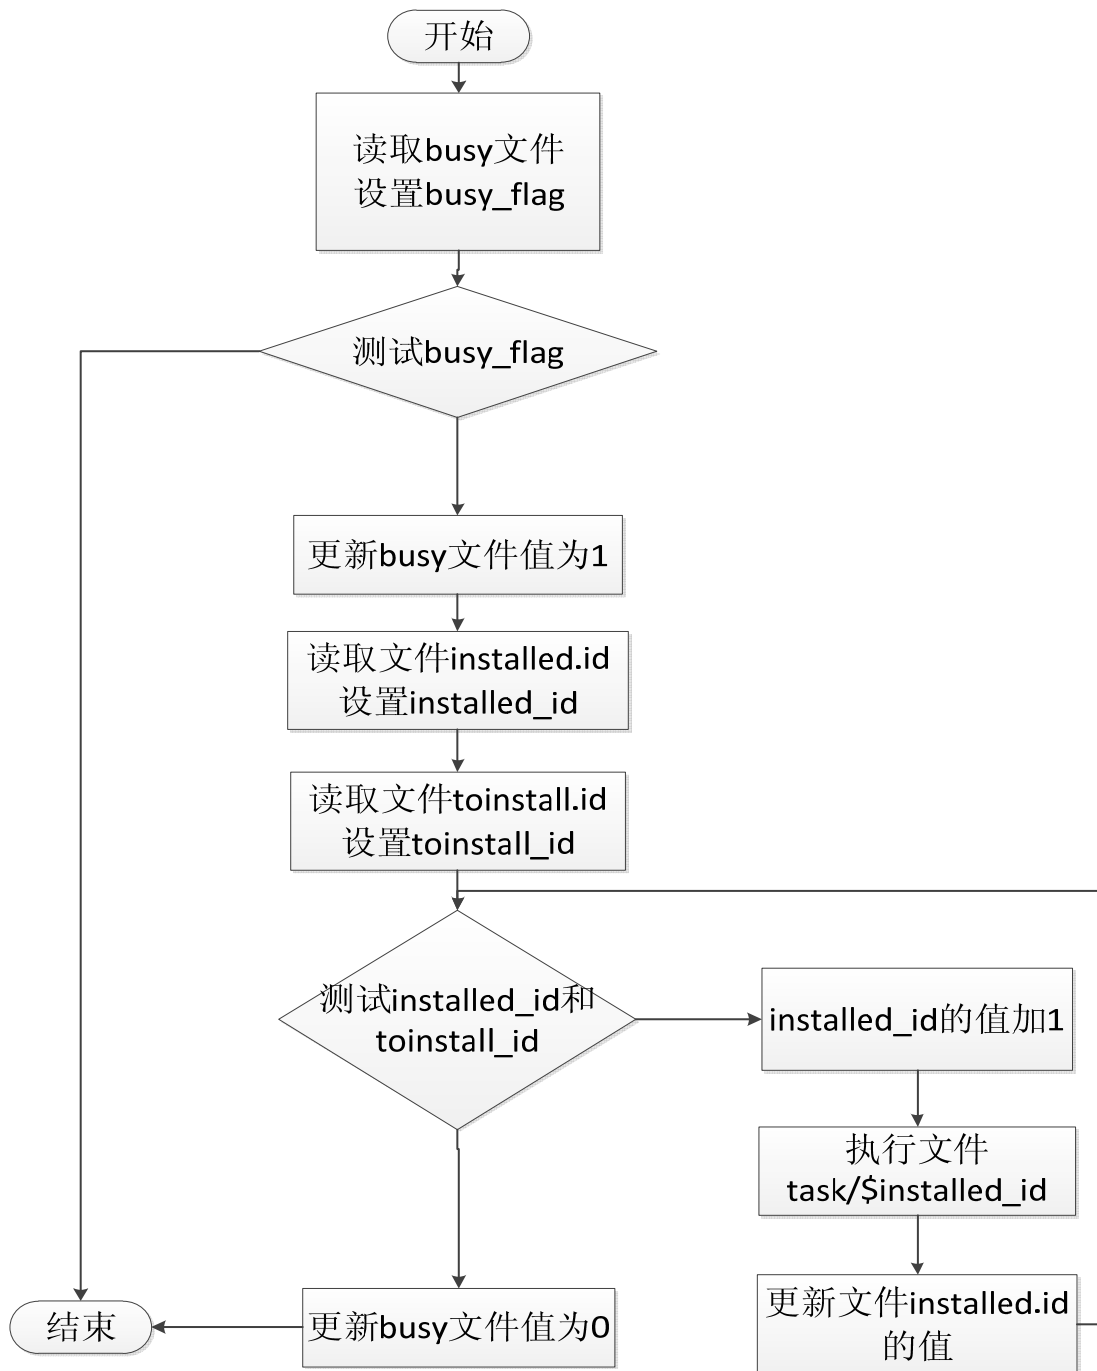 开始
读取busy文件
设置busy_flag
测试busy_flag
更新busy文件值为1
读取文件installed.id
设置installed_id
读取文件toinstall.id
设置toinstall_id
测试installed_id和
toinstall_id
installed_id的值加1
执行文件
task/$installed_id
更新文件installed.id
的值
更新busy文件值为0
结束